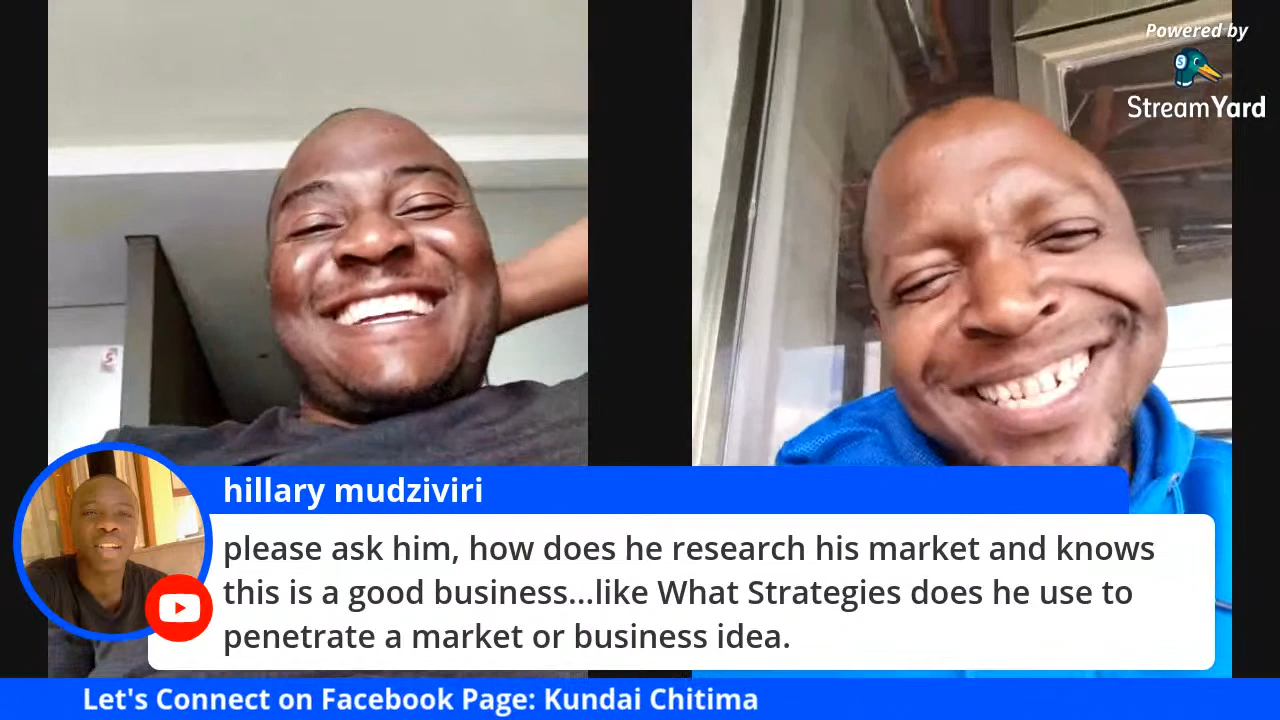 Powered by
StreamYard
hillary mudziviri
please ask him, how does he research his market and knows
this is a good business...like What Strategies does he use to
penetrate a market or business idea.
Let's Connect on Facebook Page: Kundai Chitima